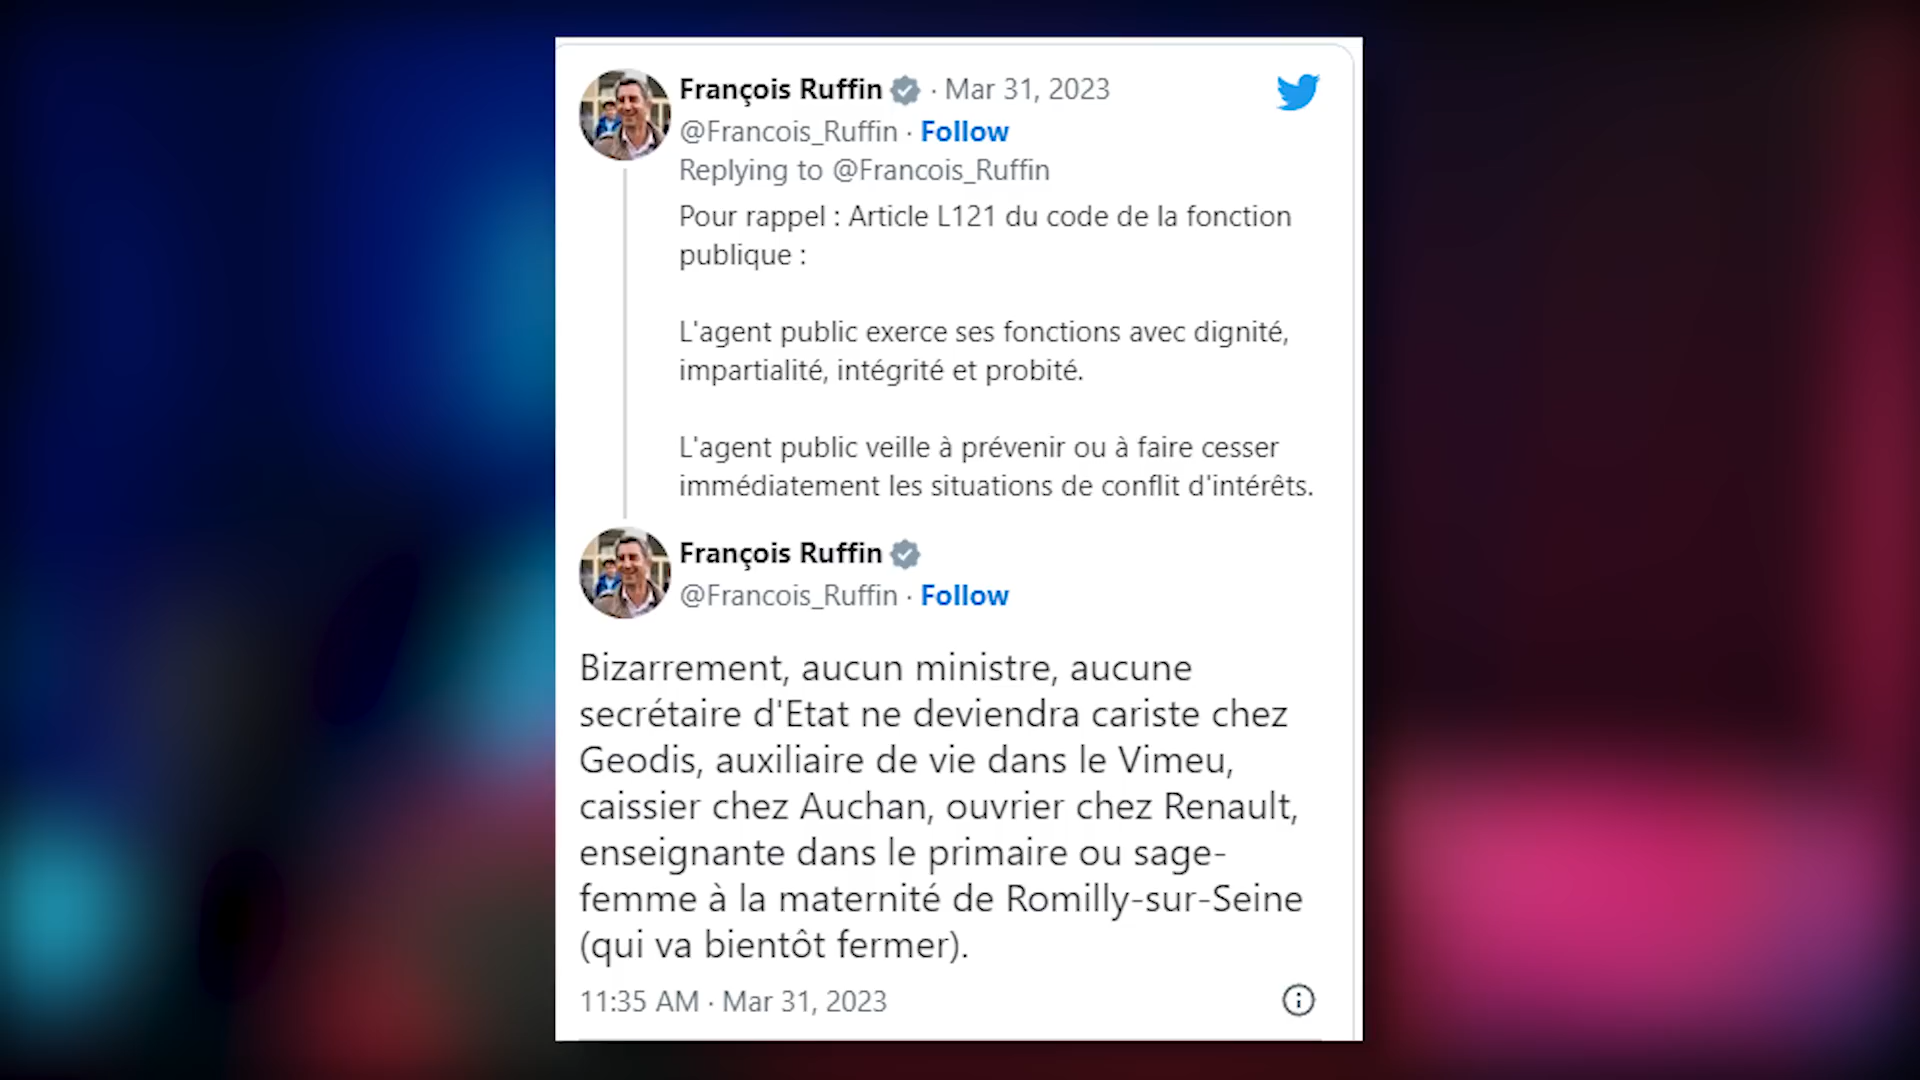 François Ruffin · Mar 31, 2023
@Francois_Ruffin · Follow
Replying to @Francois_Ruffin
Pour rappel : Article L121 du code de la fonction
publique :
L'agent public exerce ses fonctions avec dignité,
impartialité, intégrité et probité.
L'agent public veille à prévenir ou à faire cesser
immédiatement les situations de conflit d'intérêts.
François Ruffin
@Francois_Ruffin · Follow
Bizarrement, aucun ministre, aucune
secrétaire d'Etat ne deviendra cariste chez
Geodis, auxiliaire de vie dans le Vimeu,
caissier chez Auchan, ouvrier chez Renault,
enseignante dans le primaire ou sage-
femme à la maternité de Romilly-sur-Seine
(qui va bientôt fermer).
11:35 AM · Mar 31, 2023